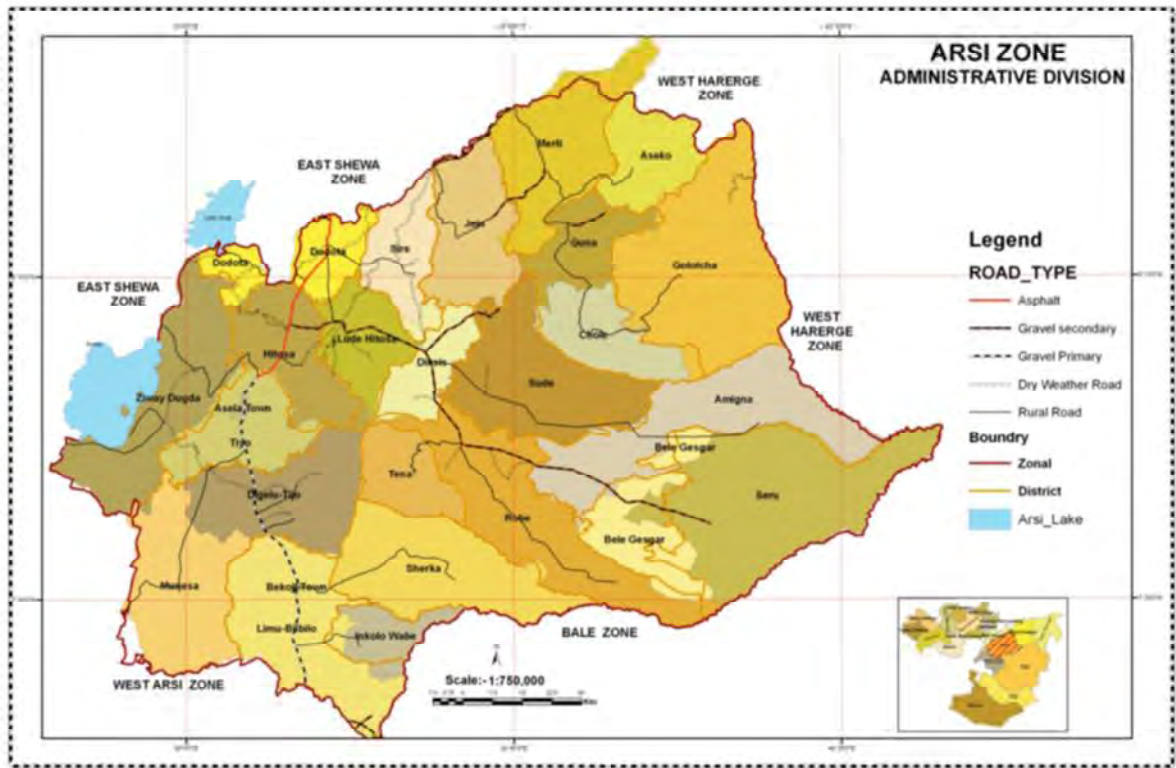 ARSI ZONE
ADMINISTRATIVE DIVISION
WEST HARERGE
ZONE
EAST SHEWA
ZONE
EAST SHEWA
ZONE
WEST
HARERGE
ZONE
BALE ZONE
WEST ARSI ZONE
Merti
Aseko
Jeju
Guna
Gololcha
Sire
Dodota
Dodota
Chole
Hitosa
Lude Hitosa
Diksis
Sude
Amigna
Ziway Dugda
Asela Town
Tiyo
Bele Gesgar
Tena
Digelu-Tijo
Seru
Robe
Bele Gesgar
Sherka
Munesa
Bekoji Town
Limu-Bibilo
Inkolo Wabe
Scale:-1:750,000
Legend
ROAD_TYPE
Asphalt
Gravel secondary
Gravel Primary
Dry Weather Road
Rural Road
Boundry
Zonal
District
Arsi_Lake